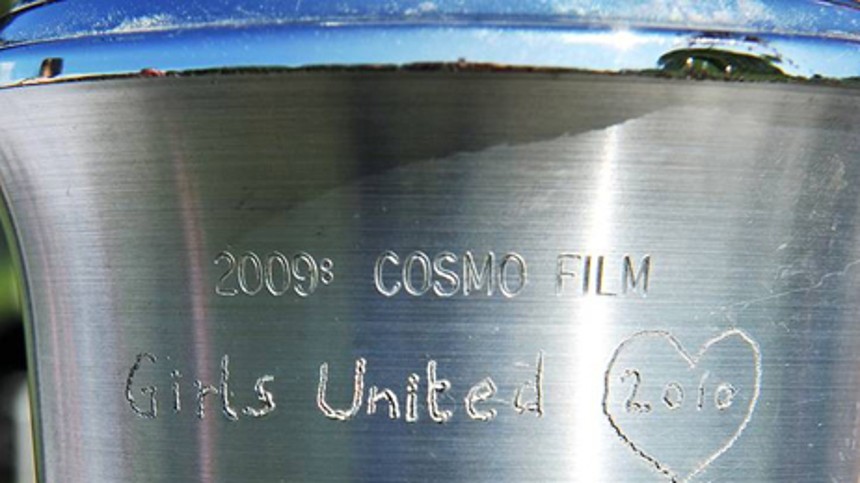 2009: COSMO FILM
Girls United 2010